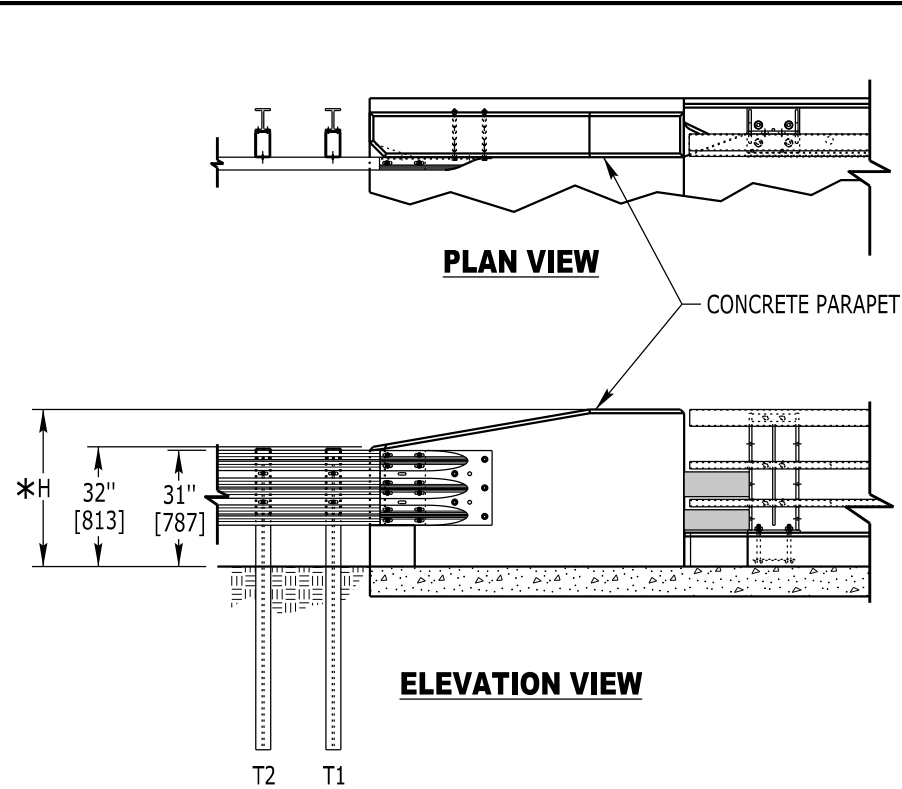 PLAN VIEW
CONCRETE PARAPET
*H
32"
[813]
31"
[787]
ELEVATION VIEW
T2
T1